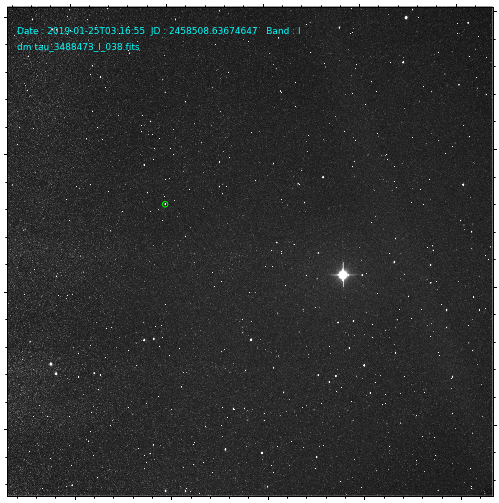 Date : 2019-01-25T03:16:55 JD : 2458508.63674647 Band : I
dm tau_3488473_I_038.fits